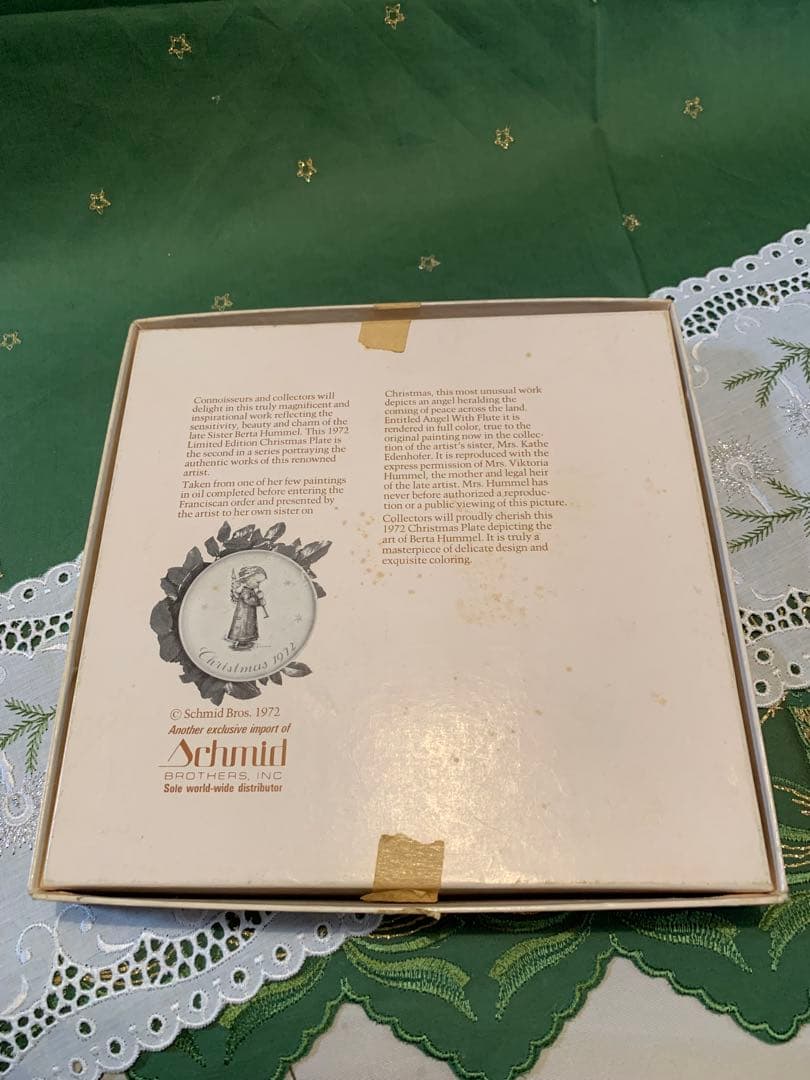 Connoisseurs and collectors will
delight in this truly magnificent and
inspirational work reflecting the
sensitivity, beauty and charm of the
late Sister Berta Hummel. This 1972
Limited Edition Christmas Plate is
the second in a series portraying the
authentic works of this renowned
artist.
Taken from one of her few paintings
in oil completed before entering the
Franciscan order and presented by
the artist to her own sister on
Christmas, this most unusual work
depicts an angel heralding the
coming of peace across the land.
Entitled Angel With Flute it is
rendered in full color, true to the
original painting now in the collec-
tion of the artist's sister, Mrs. Kathe
Edenhofer. It is reproduced with the
express permission of Mrs. Viktoria
Hummel, the mother and legal heir
of the late artist. Mrs. Hummel has
never before authorized a reproduc-
tion or a public viewing of this picture.
Collectors will proudly cherish this
1972 Christmas Plate depicting the
art of Berta Hummel. It is truly a
masterpiece of delicate design and
exquisite coloring.
Christmas 1972
© Schmid Bros. 1972
Another exclusive import of
Schmid
BROTHERS, INC
Sole world-wide distributor